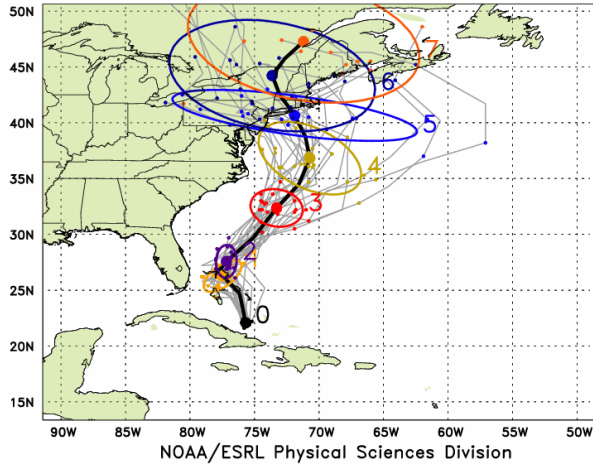 50N
7
45N
6
40N
5
4
35N
3
30N
2
1
25N
0
20N
15N
90W 85W 80W 75W 70W 65W 60W 55W 50W
NOAA/ESRL Physical Sciences Division